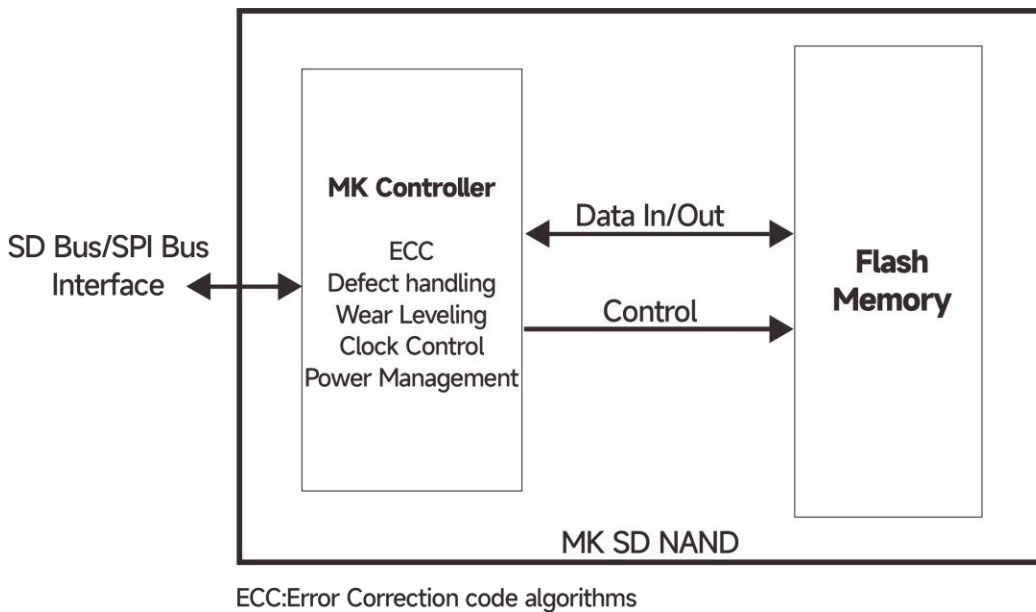 SD Bus/SPI Bus
Interface
MK Controller
ECC
Defect handling
Wear Leveling
Clock Control
Power Management
Data In/Out
Control
Flash
Memory
MK SD NAND
ECC:Error Correction code algorithms